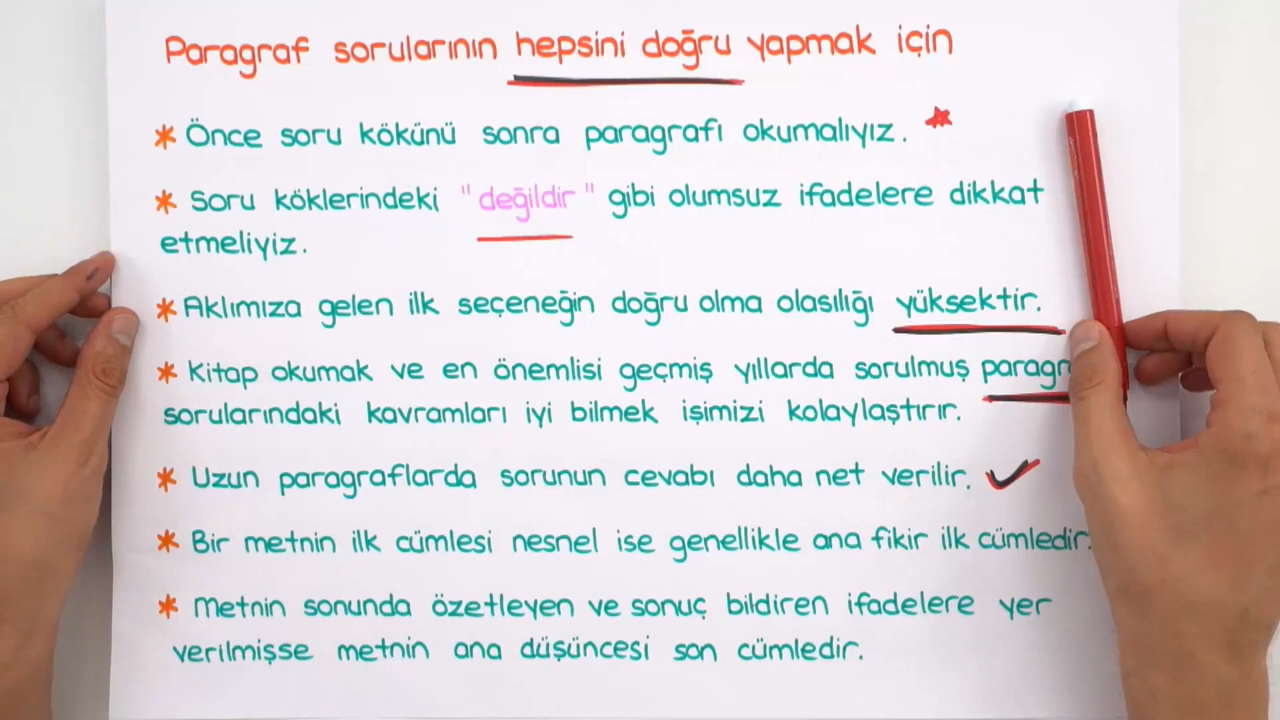 Paragraf sorularının hepsini doğru yapmak için
* Önce soru kökünü sonra paragrafı okumalıyız.
* Soru köklerindeki "değildir" gibi olumsuz ifadelere dikkat
etmeliyiz.
* Aklımıza gelen ilk seçeneğin doğru olma olasılığı yüksektir.
* Kitap okumak ve en önemlisi geçmiş yıllarda sorulmuş
sorularındaki kavramları iyi bilmek işimizi kolaylaştırır.
* Uzun paragraflarda sorunun cevabı daha net verilir.
* Bir metnin ilk cümlesi nesnel ise genellikle ana fikir ilk cümledir.
* Metnin sonunda özetleyen ve sonuç bildiren ifadelere yer
verilmişse metnin ana düşüncesi son cümledir.